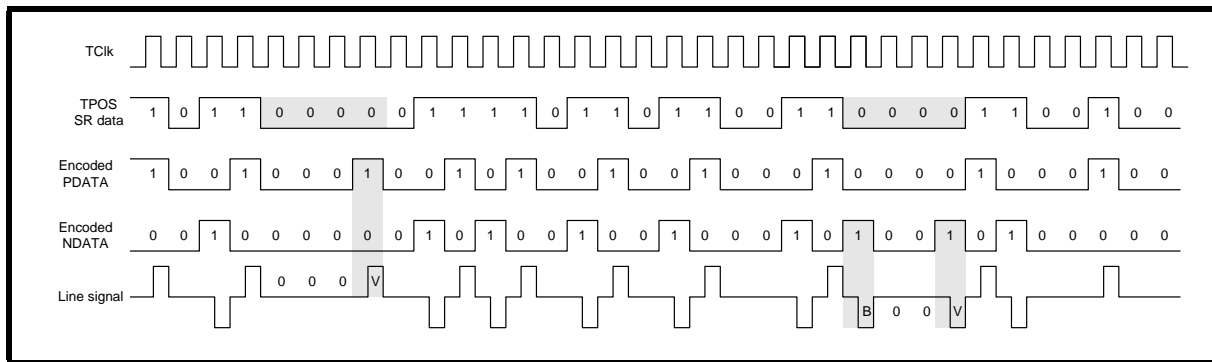 TClk
TPOS
SR data
1 0 1 1 0 0 0 0 0 1 1 1 1 0 1 1 0 1 1 0 0 1 1 0 0 0 0 1 1 0 0 1 0 0
Encoded
PDATA
1 0 0 1 0 0 0 1 0 0 1 0 1 0 0 1 0 0 1 0 0 0 1 0 0 0 0 1 0 0 0 1 0 0
Encoded
NDATA
0 0 1 0 0 0 0 0 0 1 0 1 0 0 1 0 0 1 0 0 0 1 0 1 0 0 1 0 1 0 0 0 0 0
Line signal
0 0 0 V
B 0 0 V